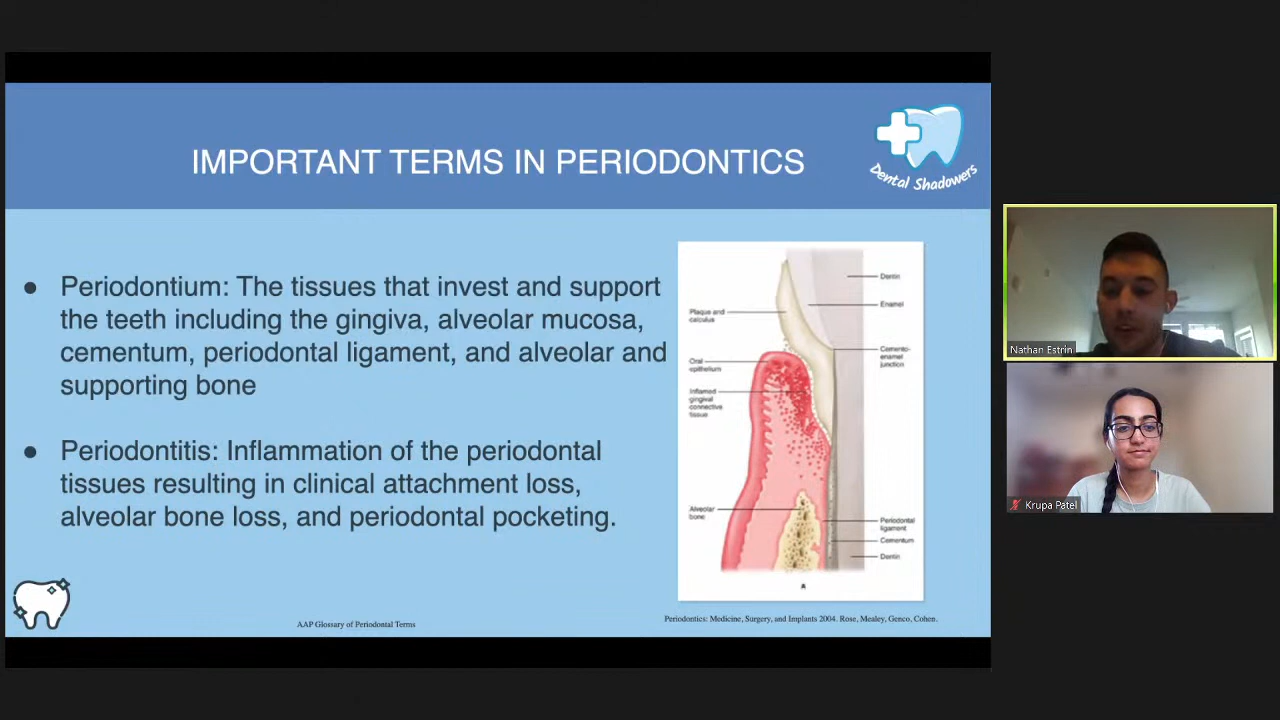 IMPORTANT TERMS IN PERIODONTICS
Dental Shadowers
● Periodontium: The tissues that invest and support
the teeth including the gingiva, alveolar mucosa,
cementum, periodontal ligament, and alveolar and
supporting bone
● Periodontitis: Inflammation of the periodontal
tissues resulting in clinical attachment loss,
alveolar bone loss, and periodontal pocketing.
Plaque and
calculus
Oral
epithelium
Inflamed
gingival
connective
tissue
Alveolar
bone
Dentin
Enamel
Cemento-
enamel
junction
Periodontal
ligament
Cementum
Dentin
A
AAP Glossary of Periodontal Terms
Periodontics: Medicine, Surgery, and Implants 2004. Rose, Mealey, Genco, Cohen.
Nathan Estrin
Krupa Patel